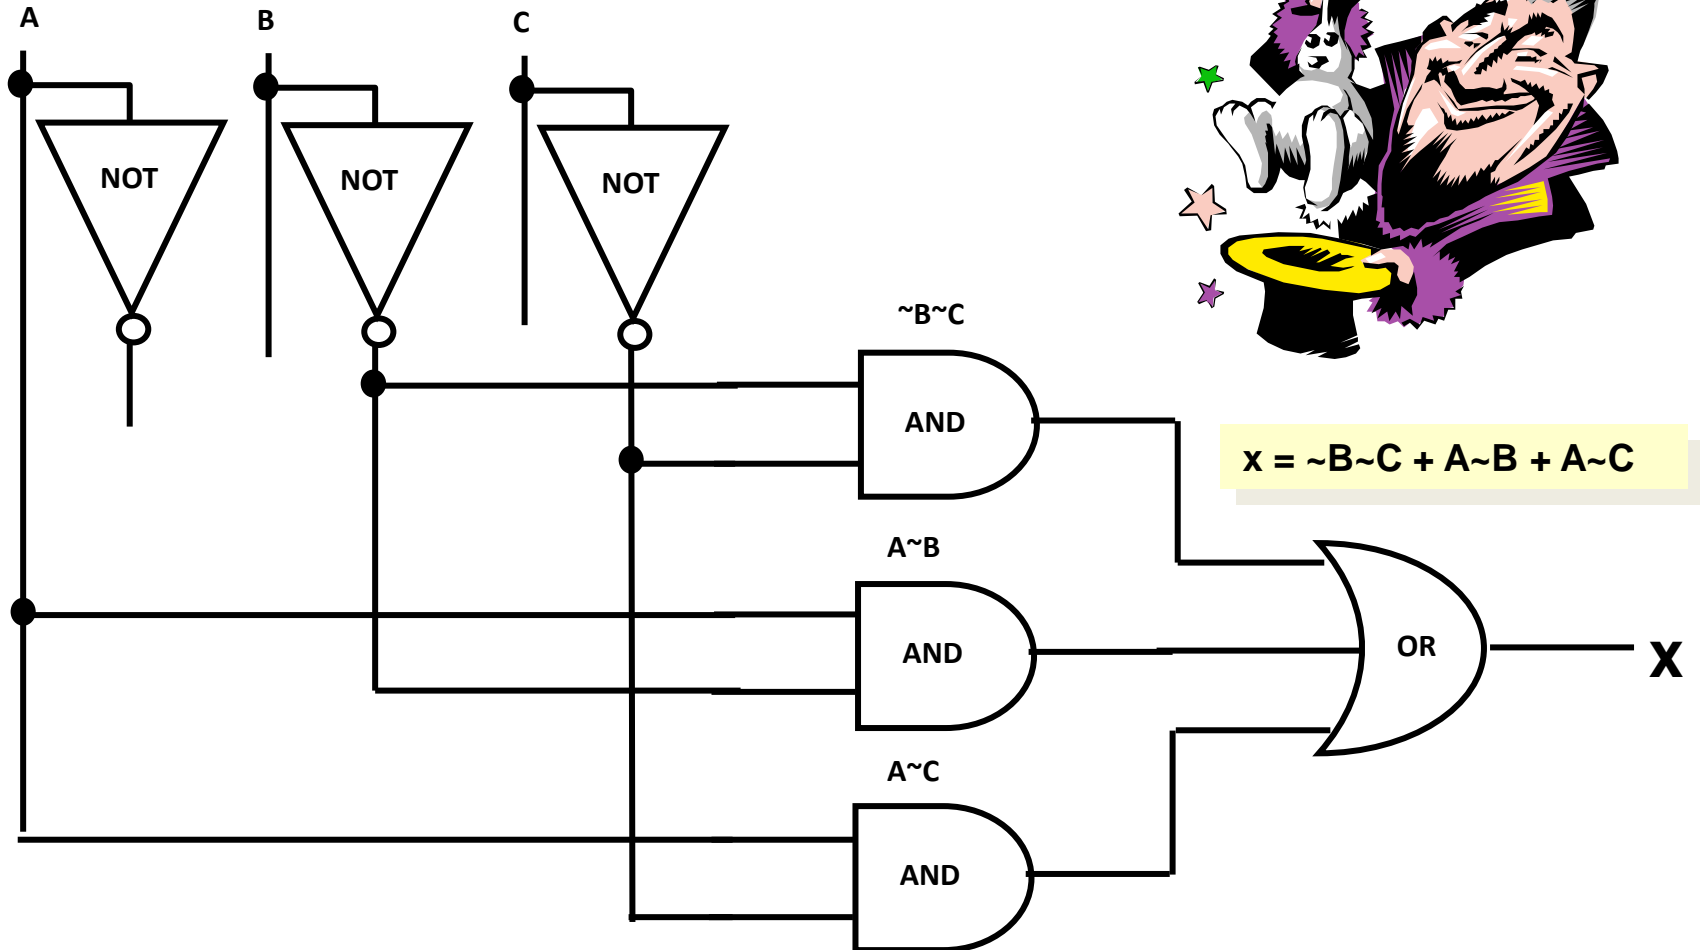 A
B
C
NOT
NOT
NOT
~B~C
AND
x = ~B~C + A~B + A~C
A~B
AND
OR
X
A~C
AND